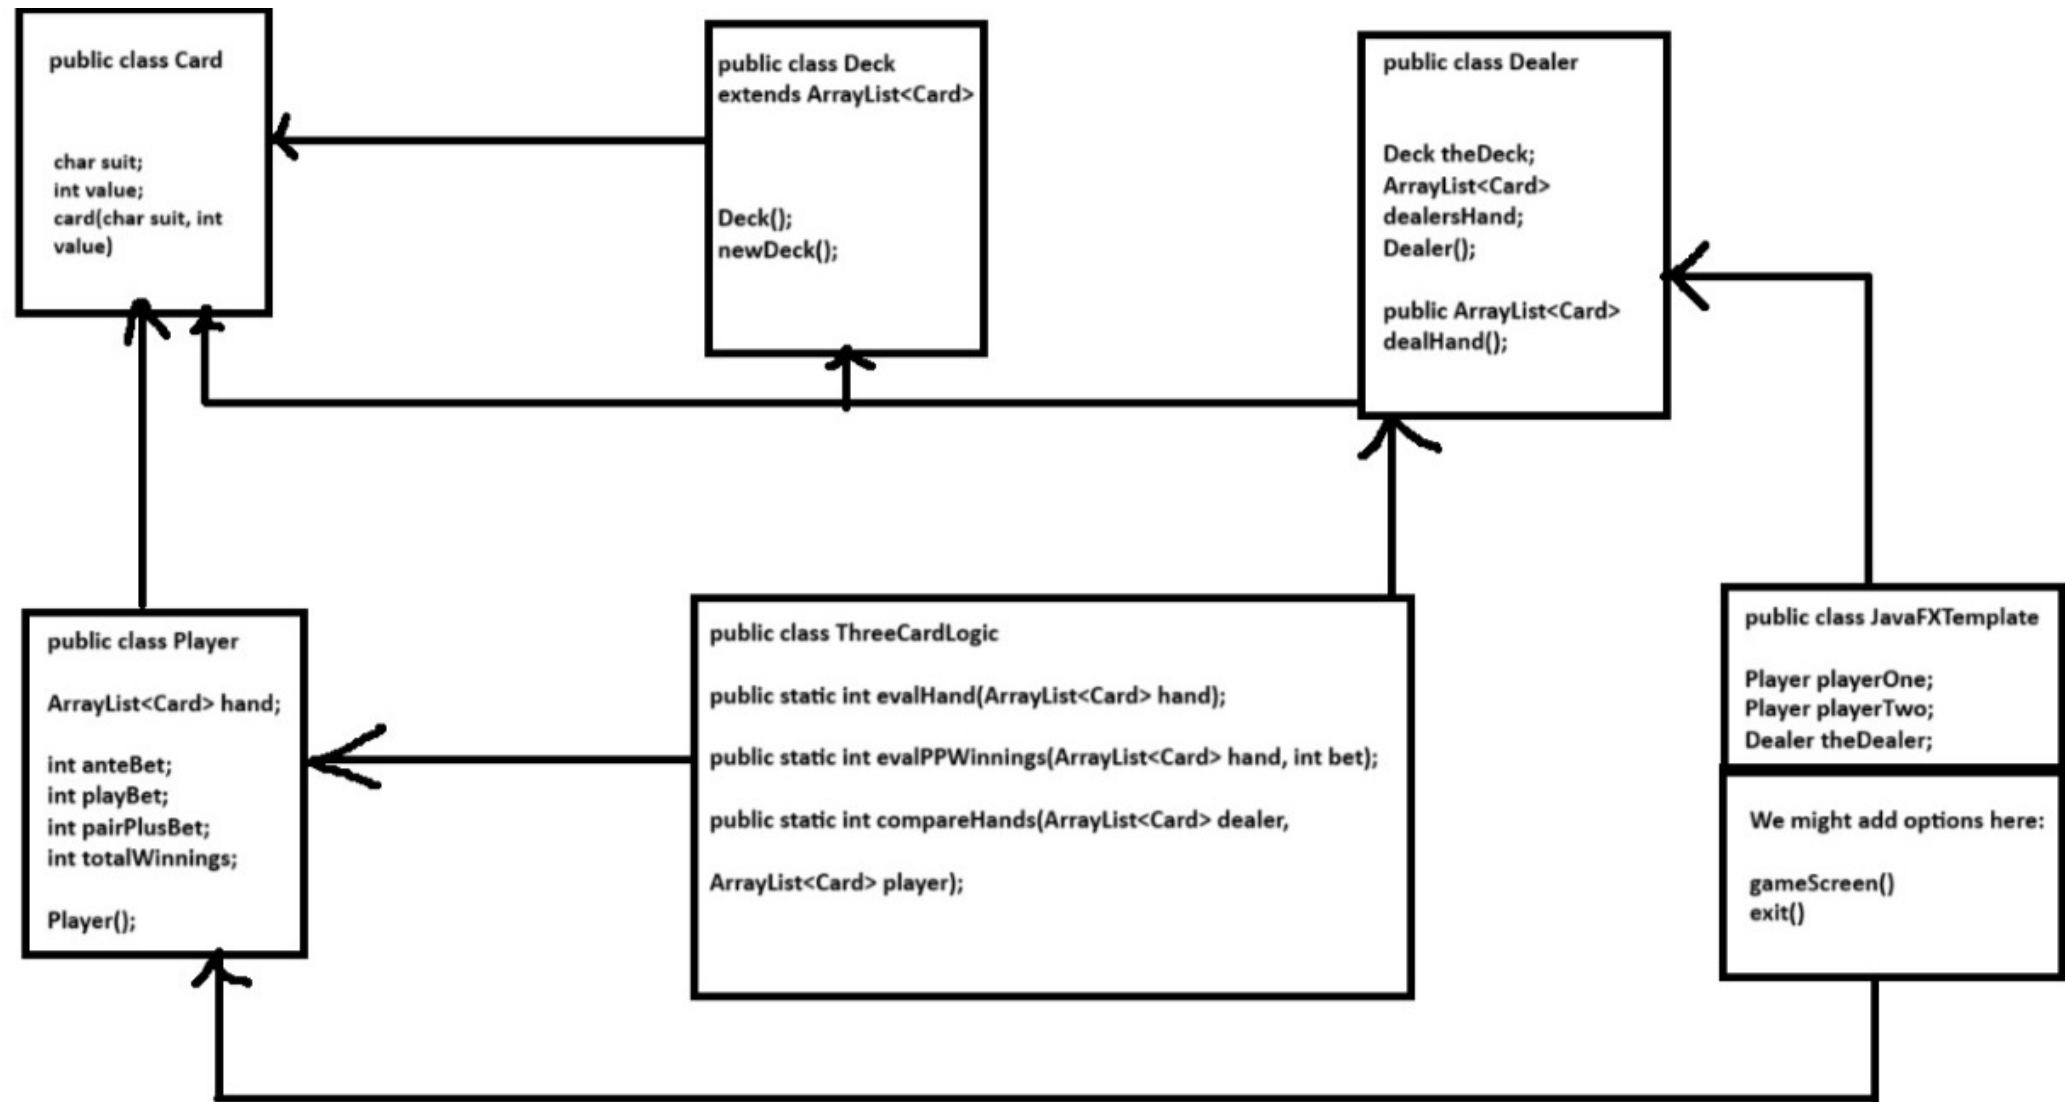 public class Card
char suit;
int value;
card(char suit, int
value)
public class Deck
extends ArrayList<Card>
Deck();
newDeck();
public class Dealer
Deck theDeck;
ArrayList<Card>
dealersHand;
Dealer();
public ArrayList<Card>
dealHand();
public class Player
ArrayList<Card> hand;
int anteBet;
int playBet;
int pairPlusBet;
int totalWinnings;
Player();
public class ThreeCardLogic
public static int evalHand(ArrayList<Card> hand);
public static int evalPPWinnings(ArrayList<Card> hand, int bet);
public static int compareHands(ArrayList<Card> dealer,
ArrayList<Card> player);
public class JavaFXTemplate
Player playerOne;
Player playerTwo;
Dealer theDealer;
We might add options here:
gameScreen()
exit()